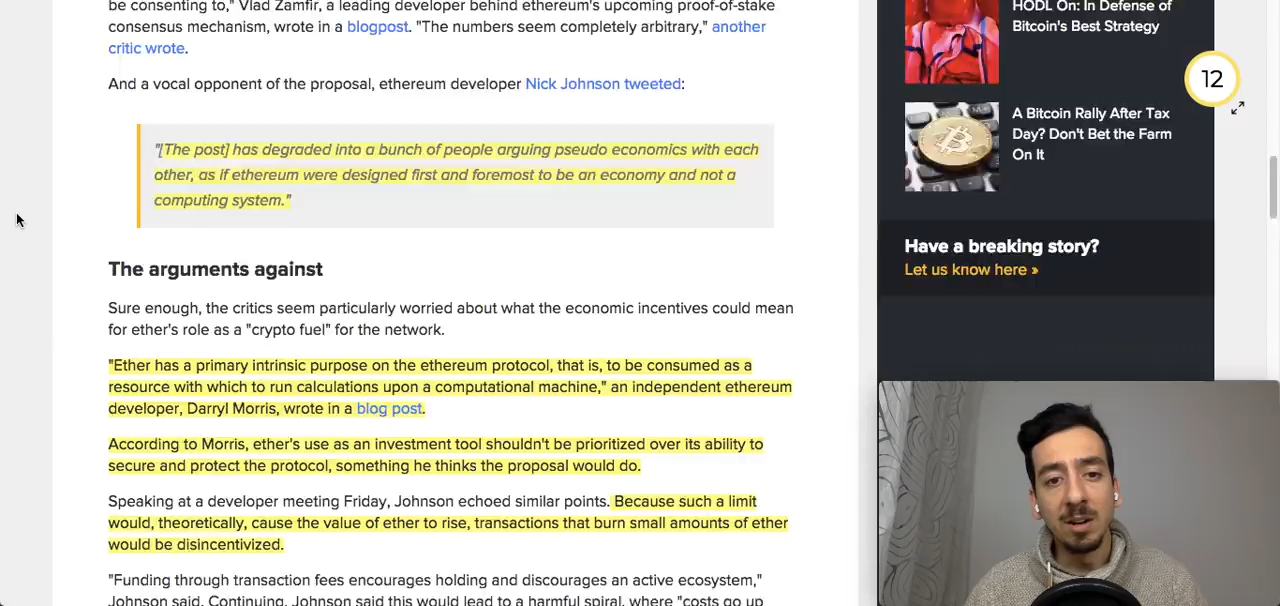 be consenting to," Vlad Zamfir, a leading developer behind ethereum's upcoming proof-of-stake
consensus mechanism, wrote in a blogpost. "The numbers seem completely arbitrary," another
critic wrote.
And a vocal opponent of the proposal, ethereum developer Nick Johnson tweeted:
"[The post] has degraded into a bunch of people arguing pseudo economics with each
other, as if ethereum were designed first and foremost to be an economy and not a
computing system."
The arguments against
Sure enough, the critics seem particularly worried about what the economic incentives could mean
for ether's role as a "crypto fuel" for the network.
"Ether has a primary intrinsic purpose on the ethereum protocol, that is, to be consumed as a
resource with which to run calculations upon a computational machine," an independent ethereum
developer, Darryl Morris, wrote in a blog post.
According to Morris, ether's use as an investment tool shouldn't be prioritized over its ability to
secure and protect the protocol, something he thinks the proposal would do.
Speaking at a developer meeting Friday, Johnson echoed similar points. Because such a limit
would, theoretically, cause the value of ether to rise, transactions that burn small amounts of ether
would be disincentivized.
"Funding through transaction fees encourages holding and discourages an active ecosystem,"
Johnson said. Continuing, Johnson said this would lead to a harmful spiral, where "costs go up
HODL On: In Defense of
Bitcoin's Best Strategy
12
A Bitcoin Rally After Tax
Day? Don't Bet the Farm
On It
Have a breaking story?
Let us know here »